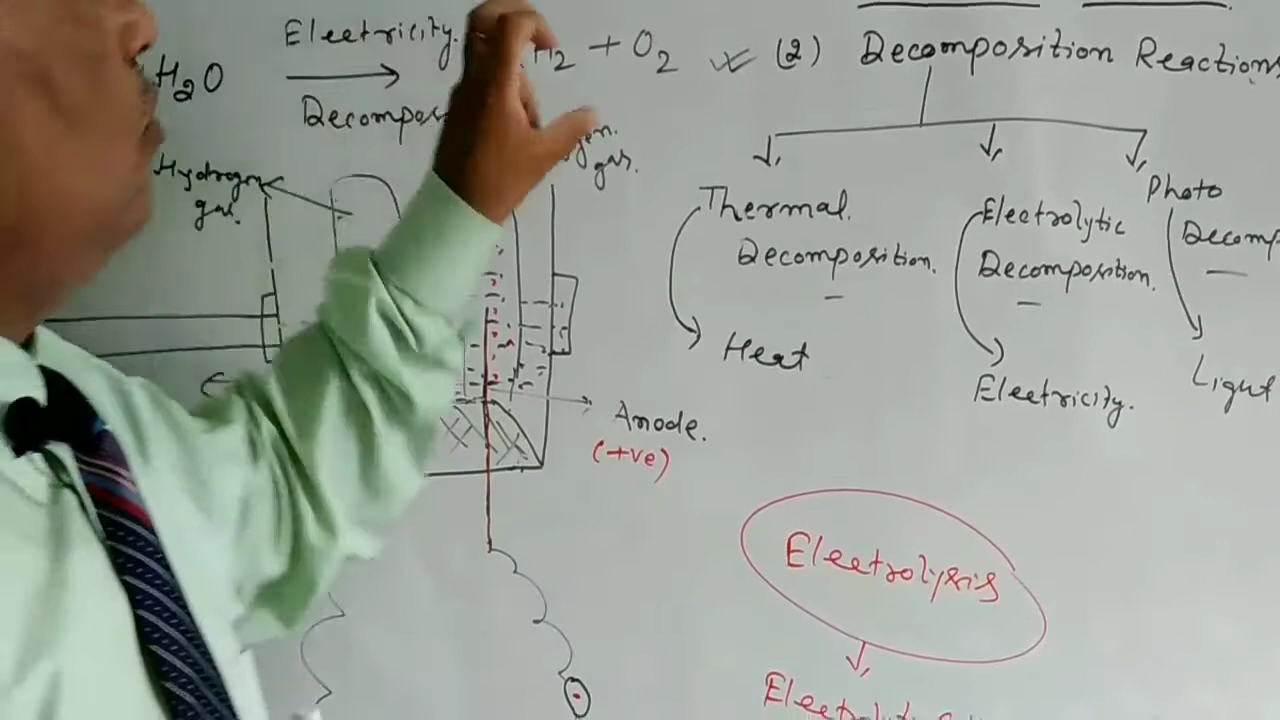 H2O Electricity. H2 + O2 (2) Decomposition Reactions
Hydrogen
gas.
gas.
Thermal
Decomposition.
Heat
Electrolytic
Decomposition.
Electricity.
Photo
Light
Anode.
(+ve)
Electrolysis